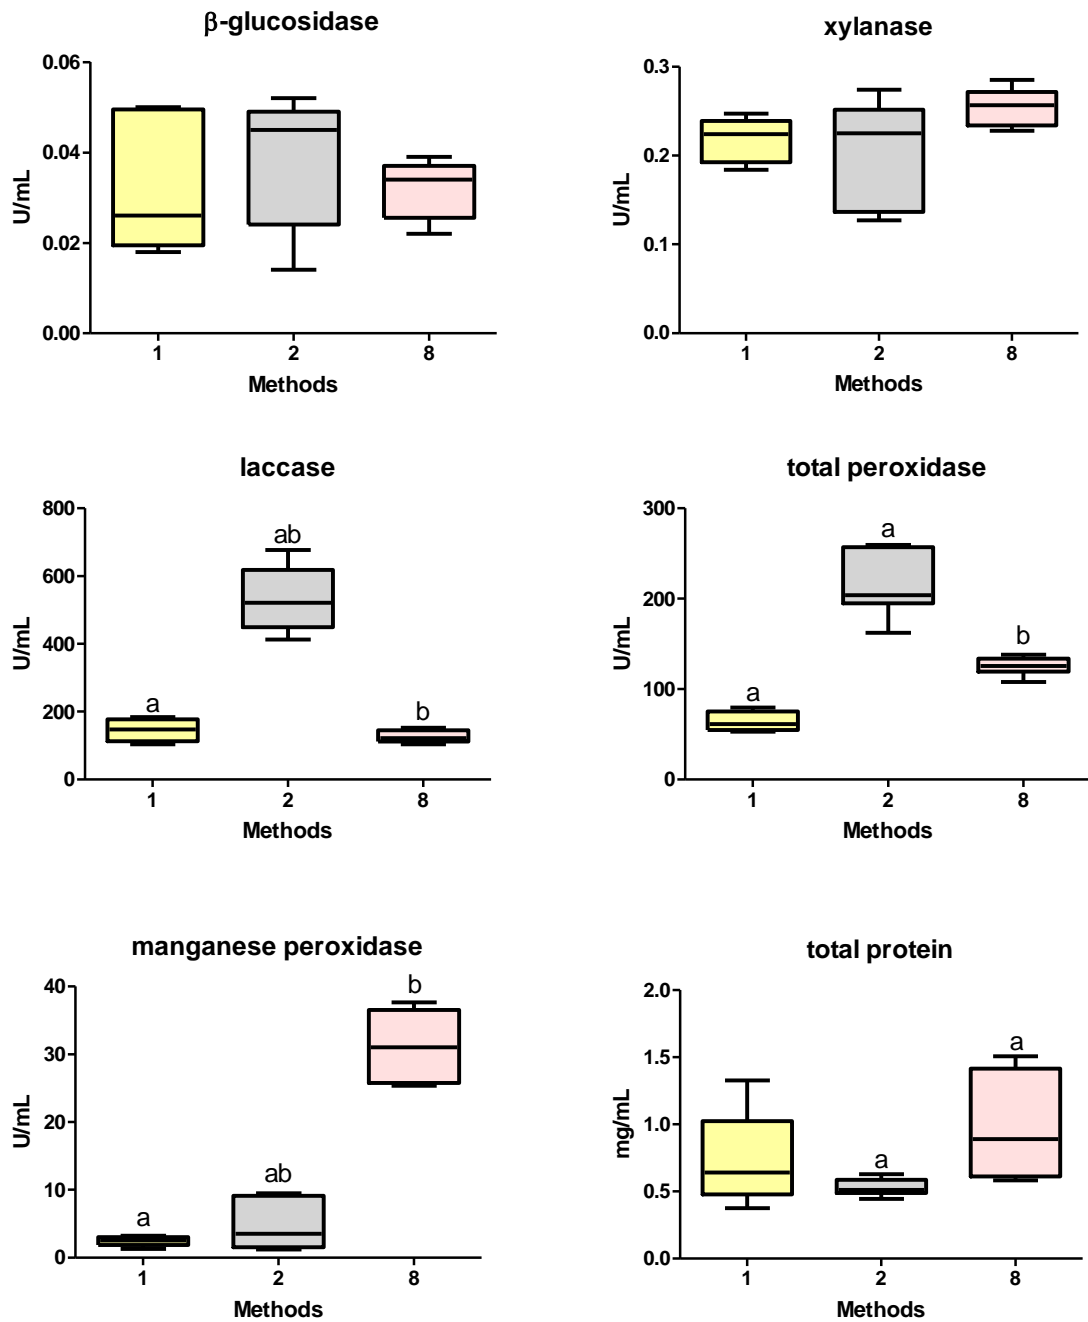 β-glucosidase
0.06
0.04
0.02
0.00
U/mL
1 2 8
Methods
xylanase
0.3
0.2
0.1
0.0
U/mL
1 2 8
Methods
laccase
800
600
400
200
0
U/mL
a
ab
b
1 2 8
Methods
total peroxidase
300
200
100
0
U/mL
a
a
b
1 2 8
Methods
manganese peroxidase
40
30
20
10
0
U/mL
a
ab
b
1 2 8
Methods
total protein
2.0
1.5
1.0
0.5
0.0
mg/mL
a
a
1 2 8
Methods